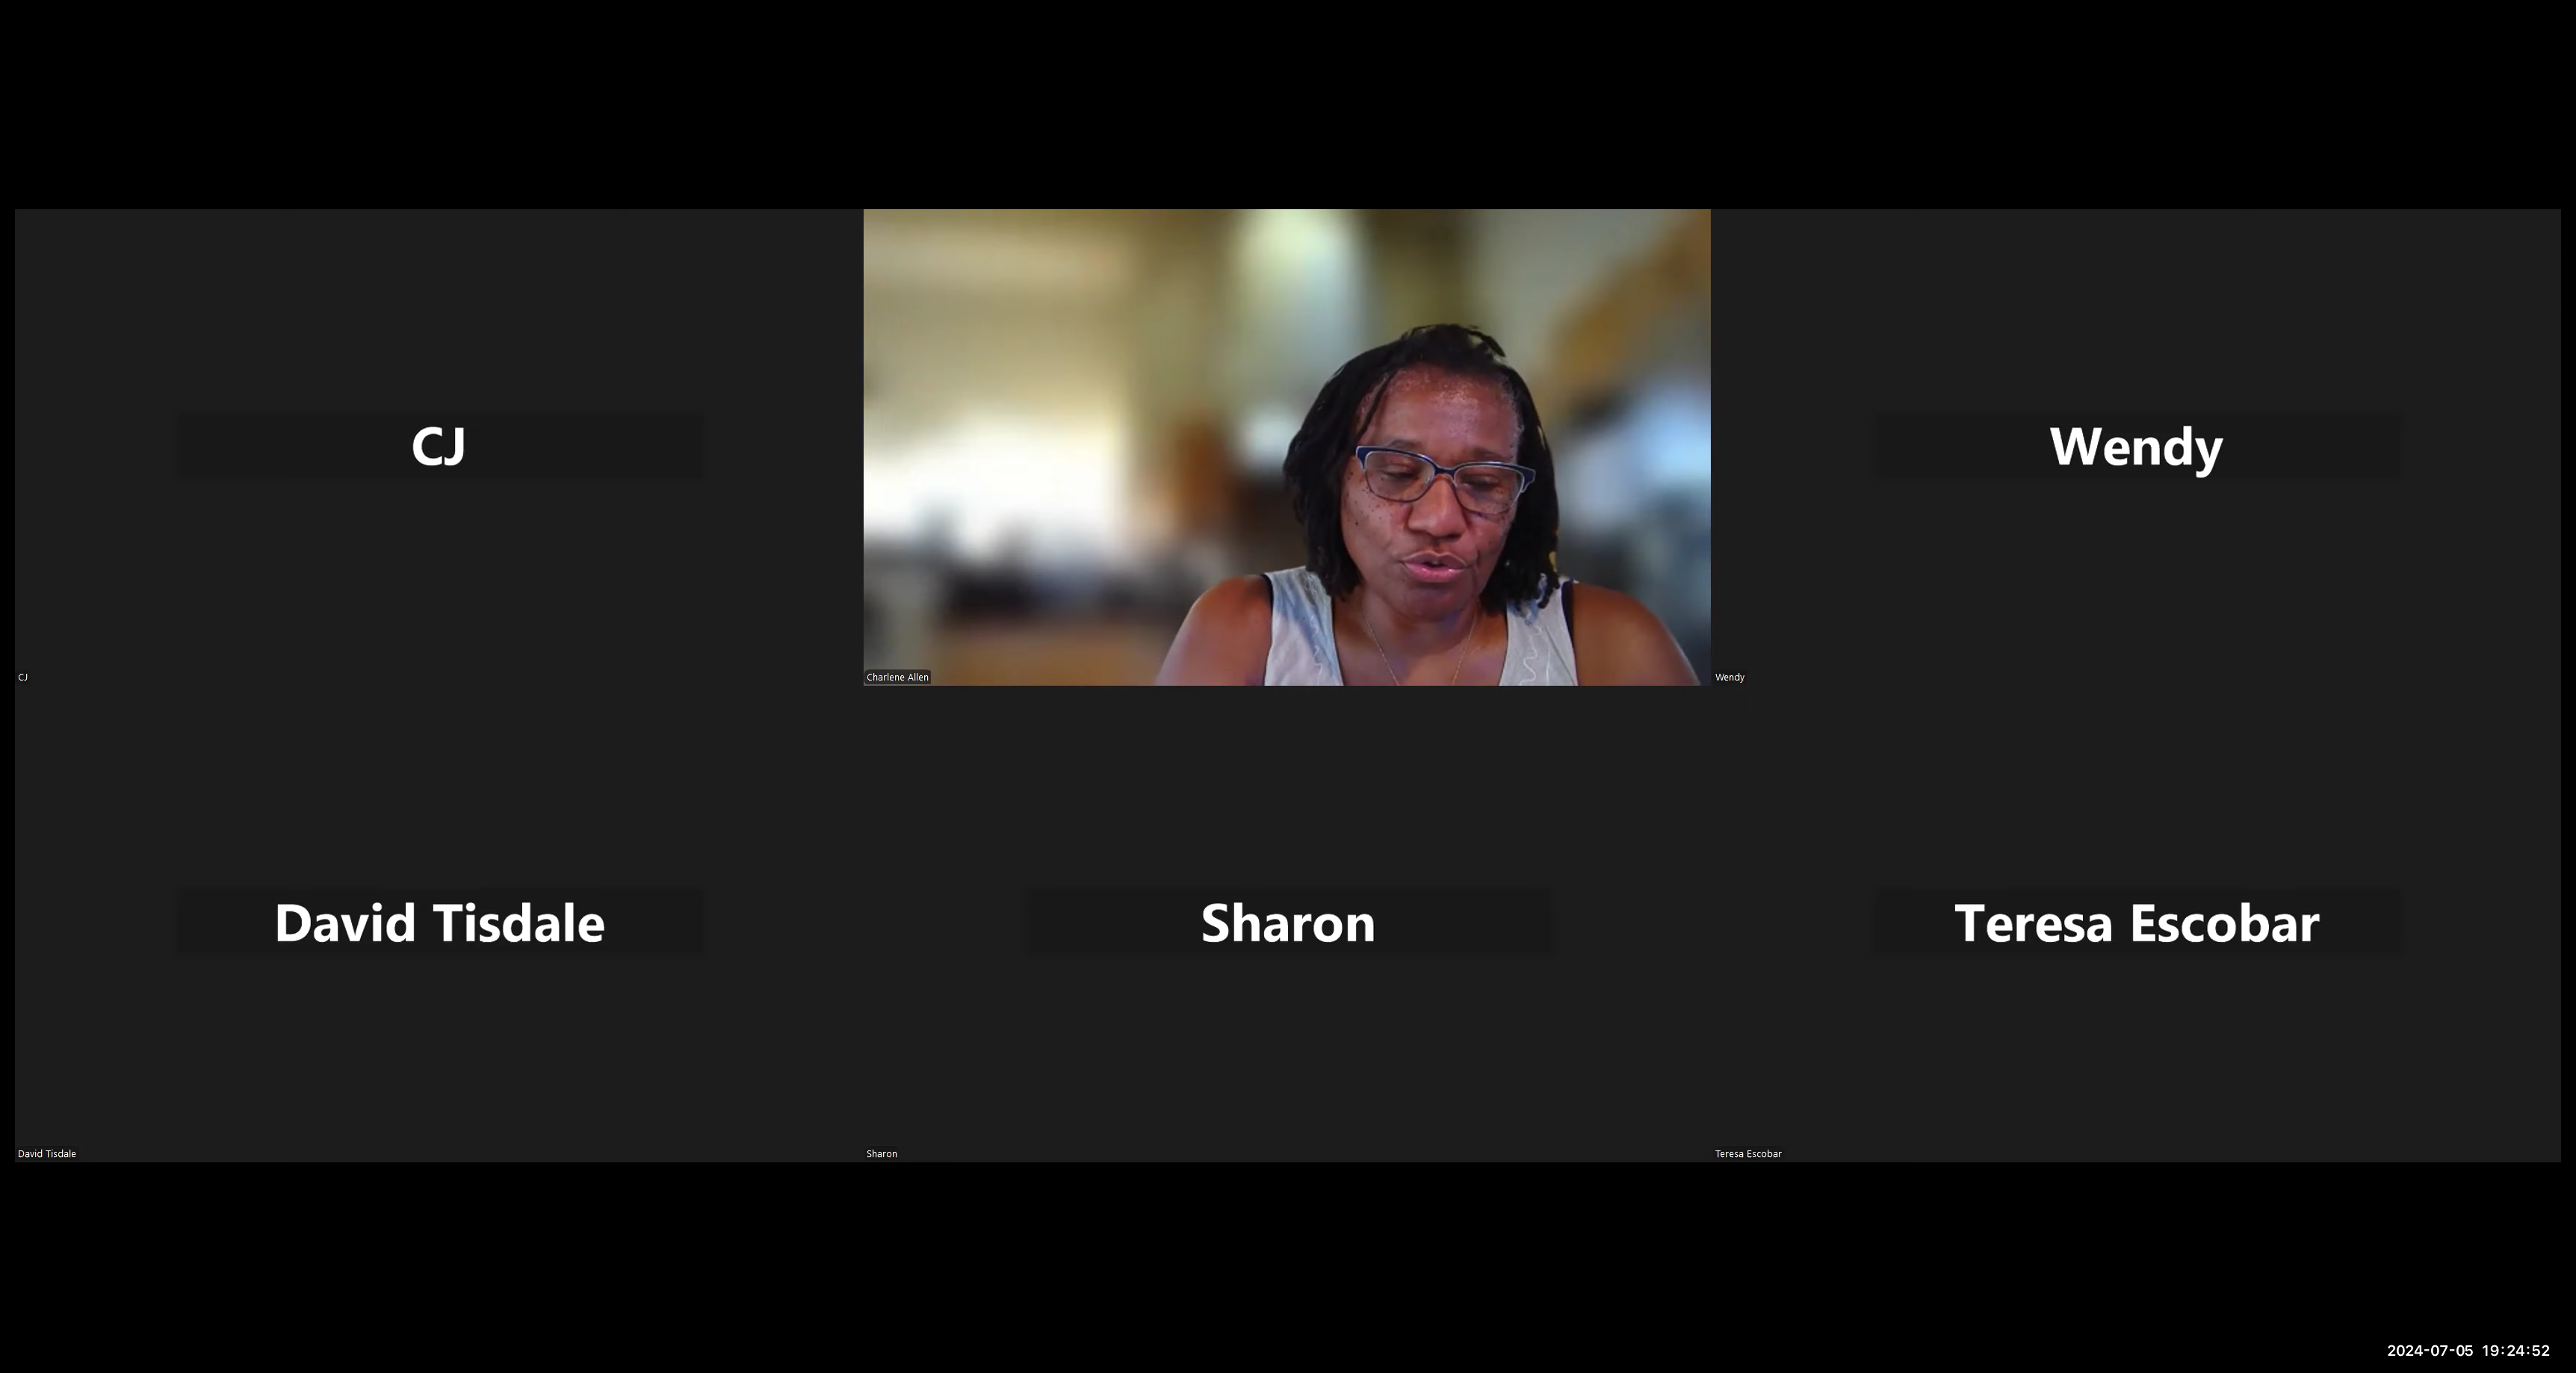 CJ
Wendy
CJ
Charlene Allen
Wendy
David Tisdale
Sharon
Teresa Escobar
David Tisdale
Sharon
Teresa Escobar
2024-07-05 19:24:52